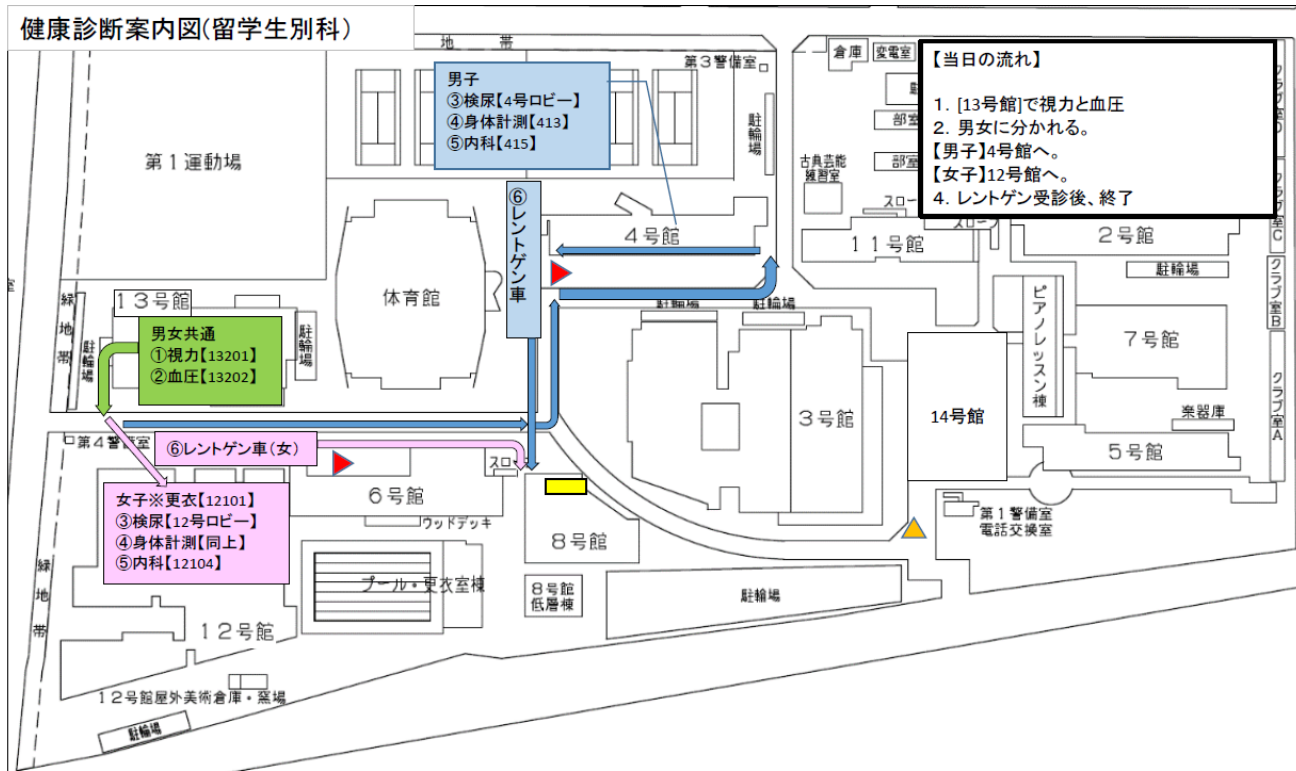 健康診断案内図(留学生別科)
地 帯
第3警備室
倉庫
変電室
【当日の流れ】
1. [13号館]で視力と血圧
2. 男女に分かれる。
【男子】4号館へ。
【女子】12号館へ。
4. レントゲン受診後、終了
男子
③検尿【4号ロビー】
④身体計測【413】
⑤内科【415】
駐輪場
部室
部室
古典芸能
練習室
第1運動場
⑥レントゲン車
スロー
スロープ
4号館
11号館
2号館
クラブ室D
クラブ室C
クラブ室B
クラブ室A
駐輪場
体育館
緑地帯
13号館
駐輪場
駐輪場
男女共通
①視力【13201】
②血圧【13202】
駐輪場
駐輪場
ピアノレッスン棟
7号館
3号館
14号館
楽器庫
5号館
第4警備室
⑥レントゲン車(女)
スロ
6号館
ウッドデッキ
女子※更衣【12101】
③検尿【12号ロビー】
④身体計測【同上】
⑤内科【12104】
8号館
第1警備室
電話交換室
プール・更衣室棟
8号館
低層棟
駐輪場
緑地帯
12号館
12号館屋外美術倉庫・窯場
駐輪場